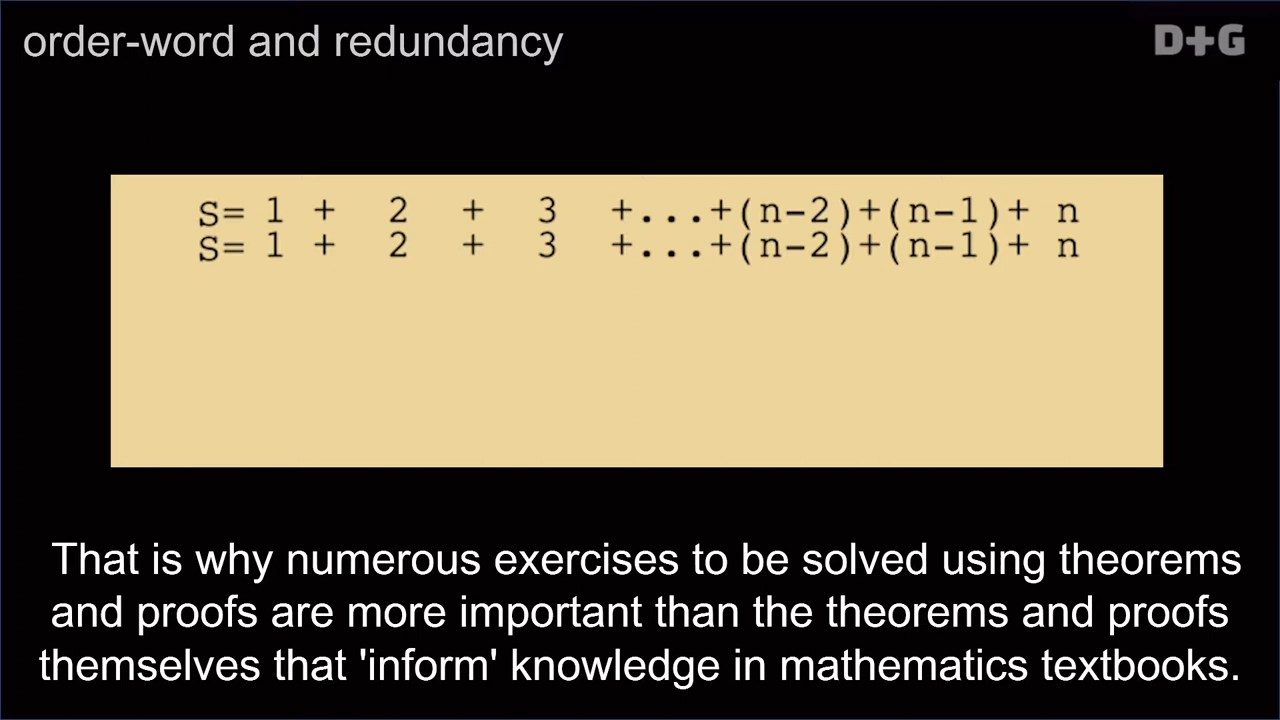 order-word and redundancy
D+G
S= 1 + 2 + 3 +...+(n-2)+(n-1)+ n
S= 1 + 2 + 3 +...+(n-2)+(n-1)+ n
That is why numerous exercises to be solved using theorems
and proofs are more important than the theorems and proofs
themselves that 'inform' knowledge in mathematics textbooks.